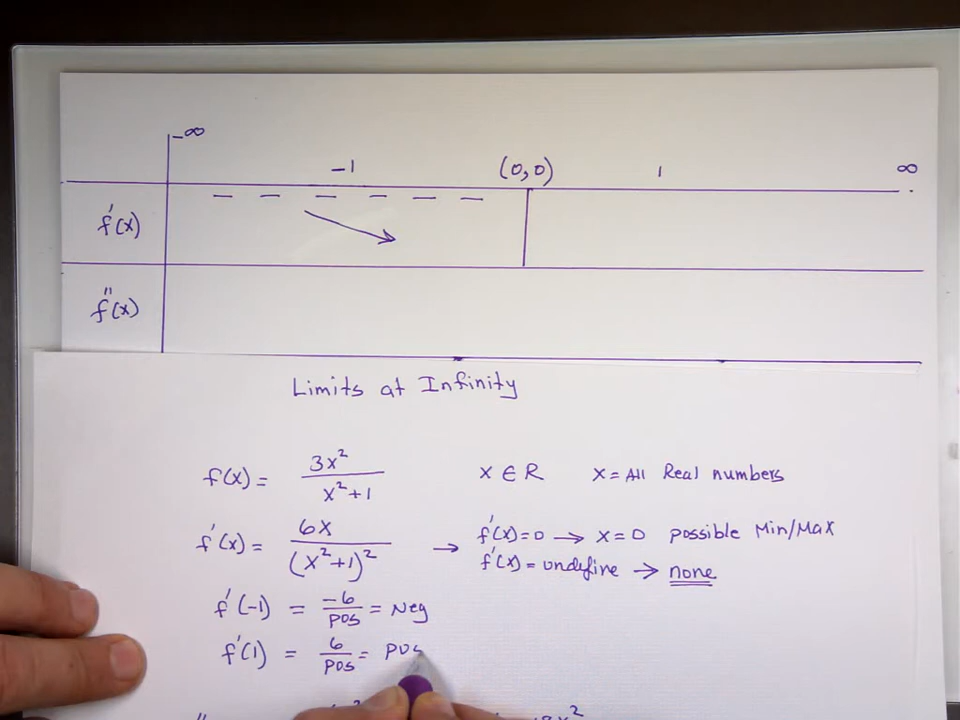 -∞
-1 (0,0) 1 ∞
f'(x) — — — — — —
f''(x)
Limits at Infinity
f(x) = 3x²/(x²+1) x ∈ R x = All Real numbers
f'(x) = 6x/(x²+1)² → f'(x)=0 → x=0 possible Min/Max
f'(x) = undefine → none
f'(-1) = -6/POS = Neg
f'(1) = 6/POS = POS